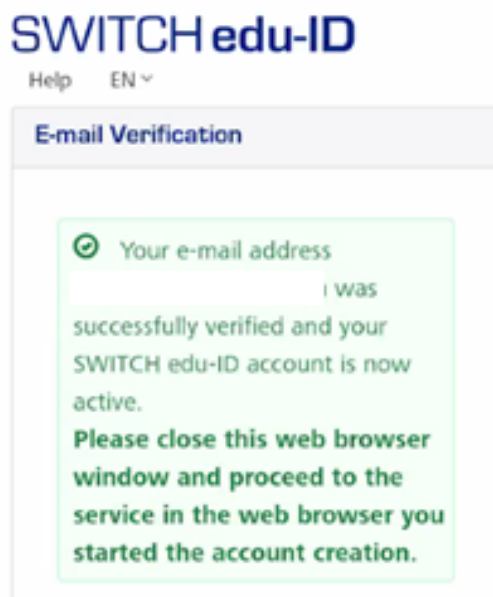 SWITCH edu-ID
Help EN
E-mail Verification
Your e-mail address
was
successfully verified and your
SWITCH edu-ID account is now
active.
Please close this web browser
window and proceed to the
service in the web browser you
started the account creation.